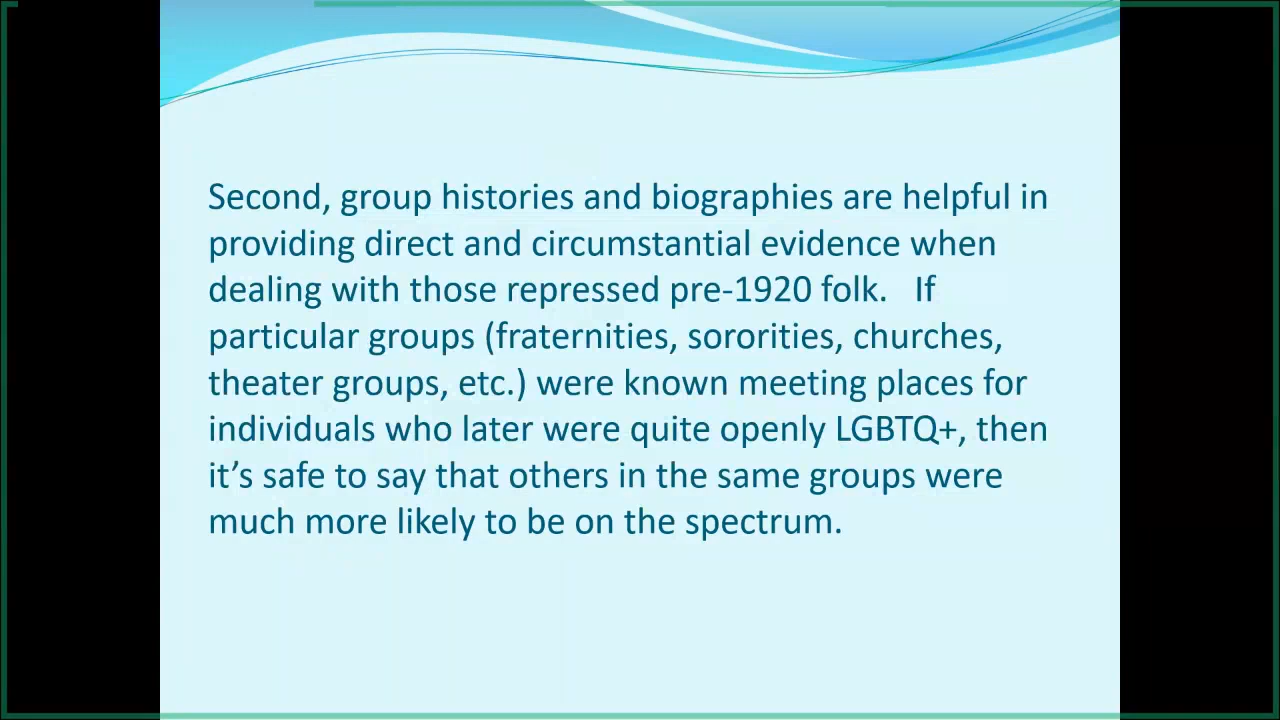 Second, group histories and biographies are helpful in
providing direct and circumstantial evidence when
dealing with those repressed pre-1920 folk.   If
particular groups (fraternities, sororities, churches,
theater groups, etc.) were known meeting places for
individuals who later were quite openly LGBTQ+, then
it’s safe to say that others in the same groups were
much more likely to be on the spectrum.